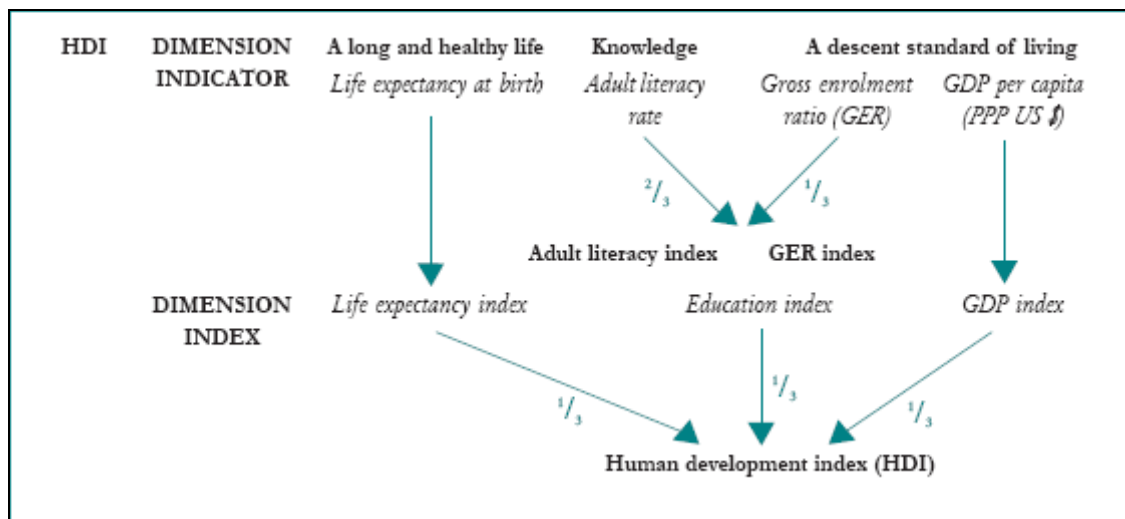 HDI DIMENSION A long and healthy life Knowledge A descent standard of living
INDICATOR Life expectancy at birth Adult literacy Gross enrolment GDP per capita
rate ratio (GER) (PPP US $)
2/3 1/3
Adult literacy index GER index
DIMENSION Life expectancy index Education index GDP index
INDEX
1/3 1/3 1/3
Human development index (HDI)